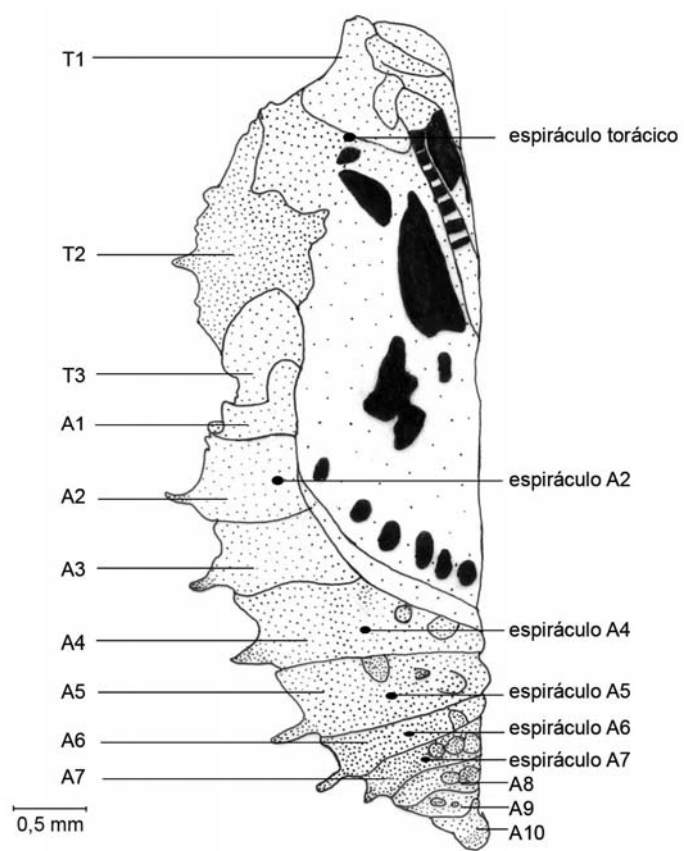 T1
espiráculo torácico
T2
T3
A1
espiráculo A2
A2
A3
espiráculo A4
A4
espiráculo A5
A5
espiráculo A6
A6
espiráculo A7
A7
A8
A9
0,5 mm
A10